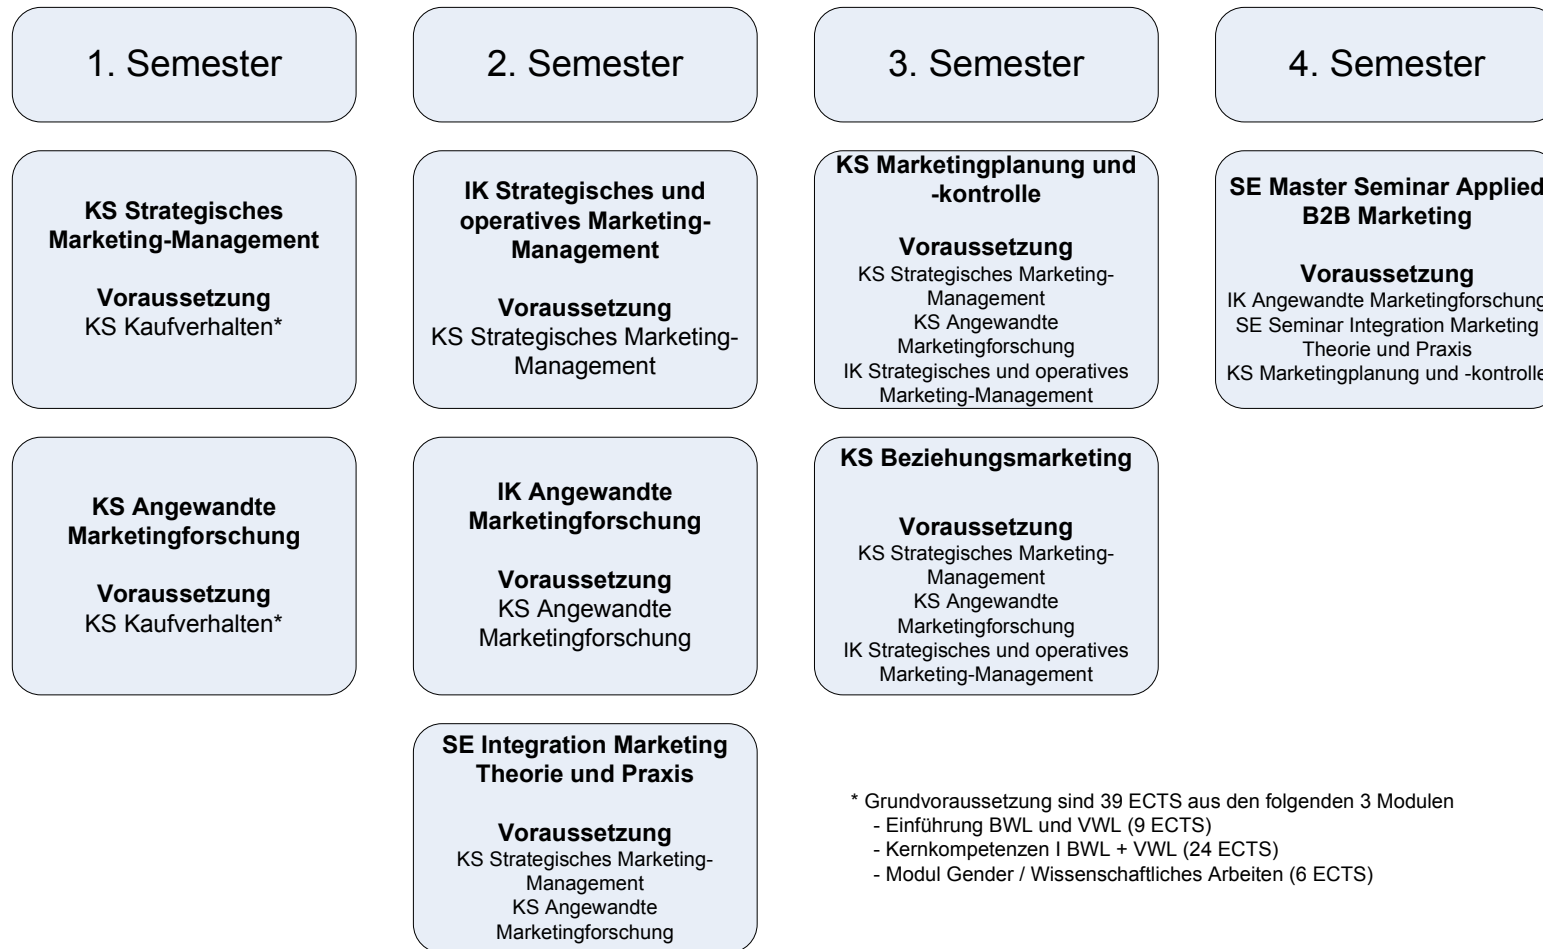 1. Semester
2. Semester
3. Semester
4. Semester
KS Strategisches
Marketing-Management
Voraussetzung
KS Kaufverhalten*
IK Strategisches und
operatives Marketing-
Management
Voraussetzung
KS Strategisches Marketing-
Management
KS Marketingplanung und
-kontrolle
Voraussetzung
KS Strategisches Marketing-
Management
KS Angewandte
Marketingforschung
IK Strategisches und operatives
Marketing-Management
SE Master Seminar Applied
B2B Marketing
Voraussetzung
IK Angewandte Marketingforschung
SE Seminar Integration Marketing
Theorie und Praxis
KS Marketingplanung und -kontrolle
KS Angewandte
Marketingforschung
Voraussetzung
KS Kaufverhalten*
IK Angewandte
Marketingforschung
Voraussetzung
KS Angewandte
Marketingforschung
KS Beziehungsmarketing
Voraussetzung
KS Strategisches Marketing-
Management
KS Angewandte
Marketingforschung
IK Strategisches und operatives
Marketing-Management
SE Integration Marketing
Theorie und Praxis
Voraussetzung
KS Strategisches Marketing-
Management
KS Angewandte
Marketingforschung
* Grundvoraussetzung sind 39 ECTS aus den folgenden 3 Modulen
- Einführung BWL und VWL (9 ECTS)
- Kernkompetenzen I BWL + VWL (24 ECTS)
- Modul Gender / Wissenschaftliches Arbeiten (6 ECTS)